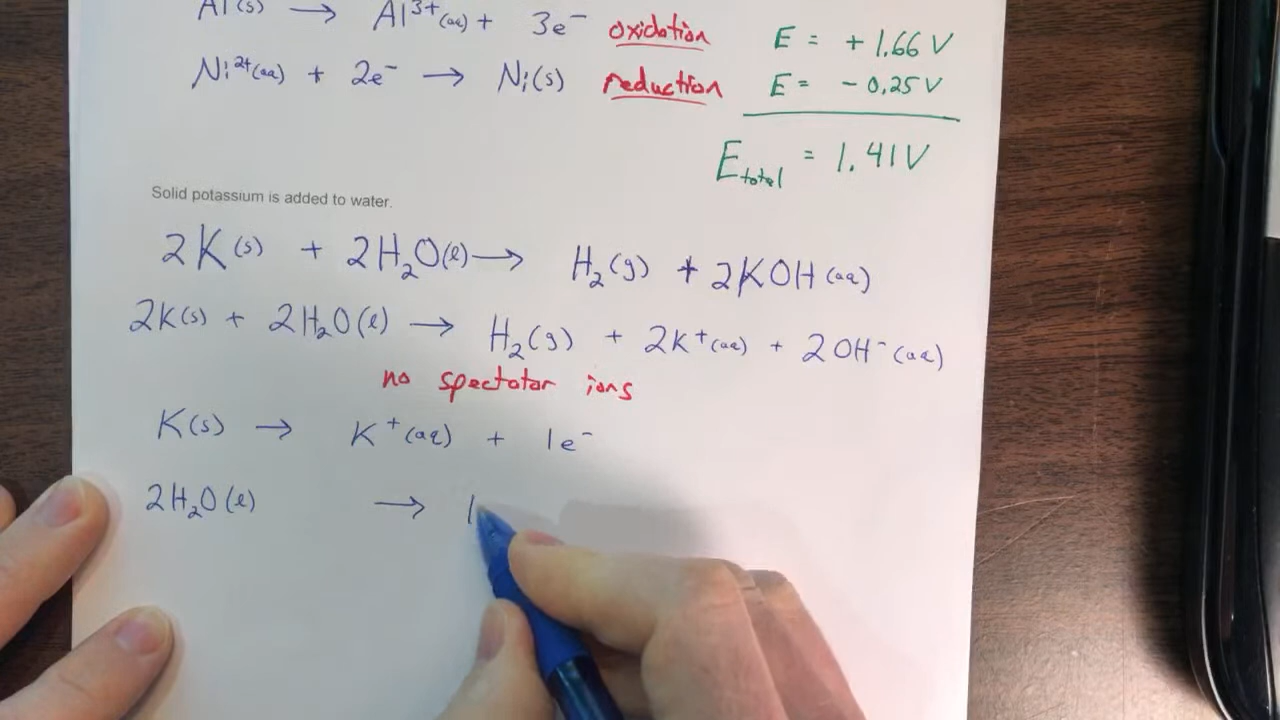 Al(s) → Al³⁺(aq) + 3e⁻ oxidation E = + 1.66 V
Ni²⁺(aq) + 2e⁻ → Ni(s) reduction E = - 0.25 V
E total = 1.41 V
Solid potassium is added to water.
2K(s) + 2H₂O(l) → H₂(g) + 2KOH(aq)
2K(s) + 2H₂O(l) → H₂(g) + 2K⁺(aq) + 2OH⁻(aq)
no spectator ions
K(s) → K⁺(aq) + 1e⁻
2H₂O(l) →